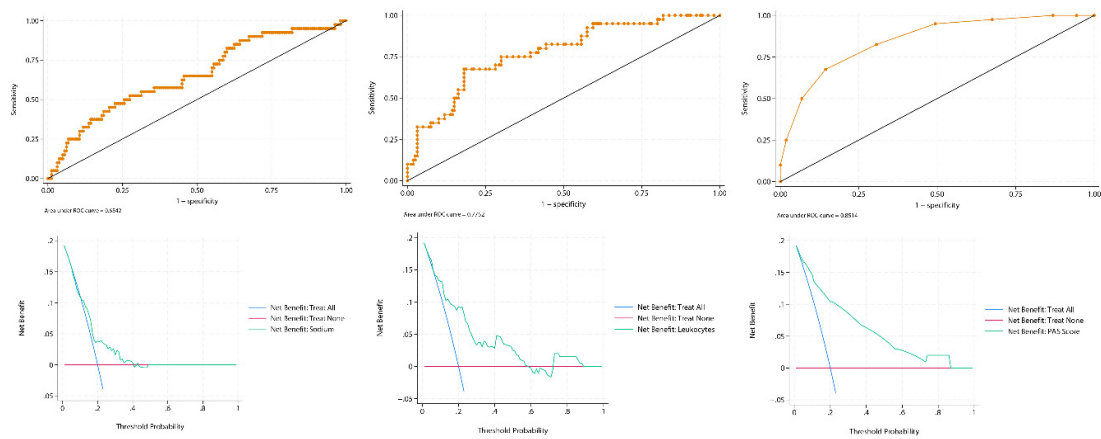 1.00
0.75
0.50
0.25
0.00
Sensitivity
0.00 0.25 0.50 0.75 1.00
1 – specificity
Area under ROC curve = 0.6542
1.00
0.75
0.50
0.25
0.00
Sensitivity
0.00 0.25 0.50 0.75 1.00
1 – specificity
Area under ROC curve = 0.7752
1.00
0.75
0.50
0.25
0.00
Sensitivity
0.00 0.25 0.50 0.75 1.00
1 – specificity
Area under ROC curve = 0.8514
.2
.15
.1
.05
0
.05
Net Benefit
0 .2 .4 .6 .8 1
Threshold Probability
Net Benefit: Treat All
Net Benefit: Treat None
Net Benefit: Sodium
.2
.15
.1
.05
0
–.05
Net Benefit
0 .2 .4 .6 .8 1
Threshold Probability
Net Benefit: Treat All
Net Benefit: Treat None
Net Benefit: Leukocytes
.2
.15
.1
.05
0
–.05
Net Benefit
0 .2 .4 .6 .8 1
Threshold Probability
Net Benefit: Treat All
Net Benefit: Treat None
Net Benefit: PAS Score